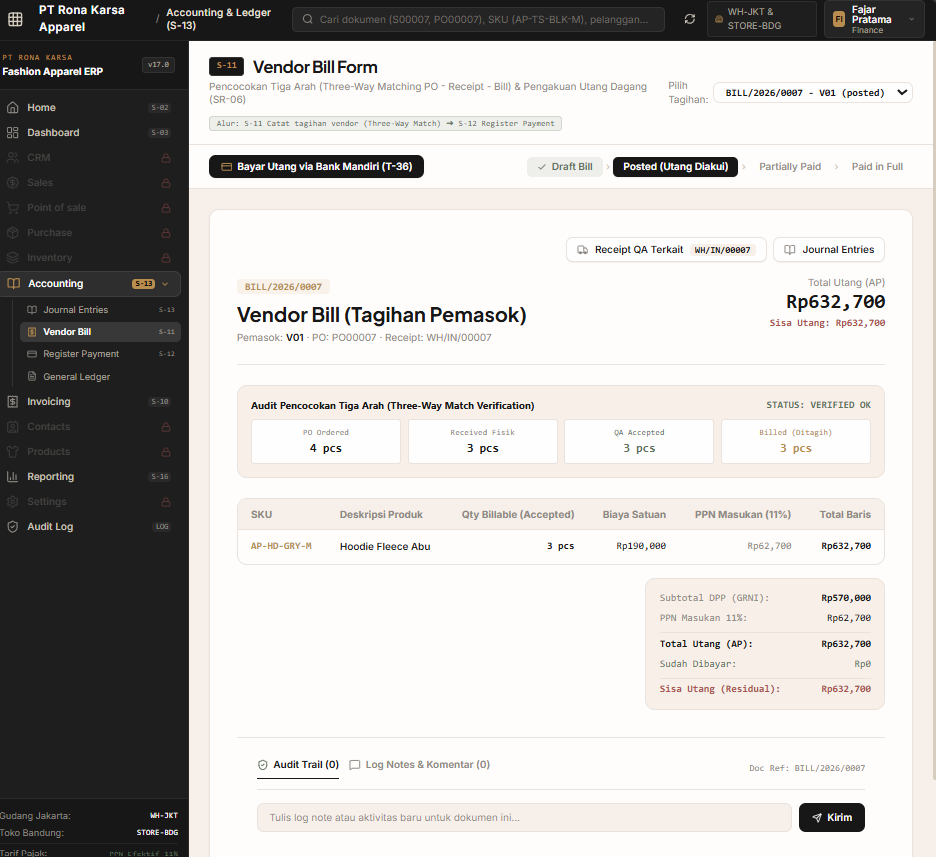 PT Rona Karsa Apparel
/ Accounting & Ledger (S-13)
Cari dokumen (S00007, PO00007), SKU (AP-TS-BLK-M), pelanggan...
WH-JKT & STORE-BDG
FI
Fajar Pratama
Finance
PT RONA KARSA
Fashion Apparel ERP
v17.0
Home S-02
Dashboard S-03
CRM
Sales
Point of sale
Purchase
Inventory
Accounting S-13
Journal Entries S-13
Vendor Bill S-11
Register Payment S-12
General Ledger
Invoicing S-10
Contacts
Products
Reporting S-16
Settings
Audit Log LOG
Gudang Jakarta: WH-JKT
Toko Bandung: STORE-BDG
Tarif Pajak: PPN Efektif 11%
S-11 Vendor Bill Form
Pencocokan Tiga Arah (Three-Way Matching PO - Receipt - Bill) & Pengakuan Utang Dagang
(SR-06)
Alur: S-11 Catat tagihan vendor (Three-Way Match) → S-12 Register Payment
Pilih Tagihan:
BILL/2026/0007 - V01 (posted)
Bayar Utang via Bank Mandiri (T-36)
Draft Bill
Posted (Utang Diakui)
Partially Paid
Paid in Full
Receipt QA Terkait WH/IN/00007
Journal Entries
BILL/2026/0007
Vendor Bill (Tagihan Pemasok)
Pemasok: V01 · PO: PO00007 · Receipt: WH/IN/00007
Total Utang (AP)
Rp632,700
Sisa Utang: Rp632,700
Audit Pencocokan Tiga Arah (Three-Way Match Verification)
STATUS: VERIFIED OK
PO Ordered
4 pcs
Received Fisik
3 pcs
QA Accepted
3 pcs
Billed (Ditagih)
3 pcs
SKU Deskripsi Produk Qty Billable (Accepted) Biaya Satuan PPN Masukan (11%) Total Baris
AP-HD-GRY-M Hoodie Fleece Abu 3 pcs Rp190,000 Rp62,700 Rp632,700
Subtotal DPP (GRNI): Rp570,000
PPN Masukan 11%: Rp62,700
Total Utang (AP): Rp632,700
Sudah Dibayar: Rp0
Sisa Utang (Residual): Rp632,700
Audit Trail (0)
Log Notes & Komentar (0)
Doc Ref: BILL/2026/0007
Tulis log note atau aktivitas baru untuk dokumen ini...
Kirim